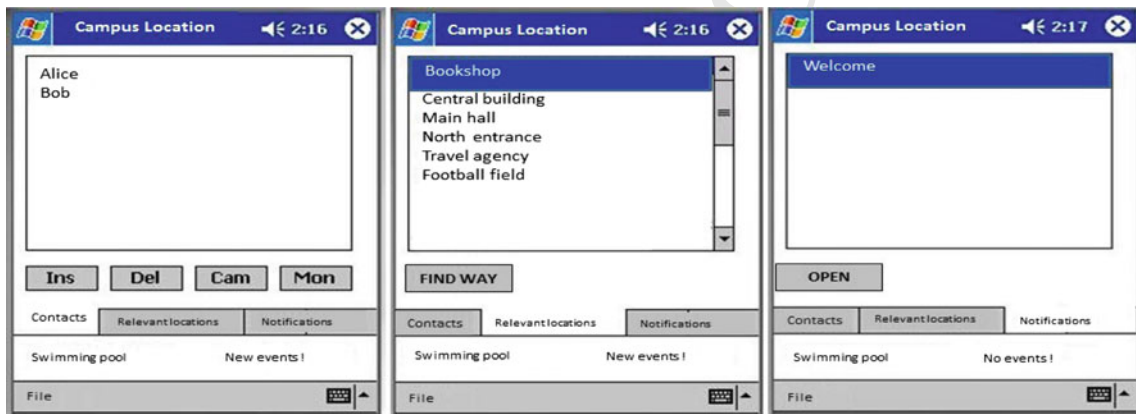 Campus Location 2:16
Alice
Bob
Ins Del Cam Mon
Contacts Relevant locations Notifications
Swimming pool New events!
File
Campus Location 2:16
Bookshop
Central building
Main hall
North entrance
Travel agency
Football field
FIND WAY
Contacts Relevant locations Notifications
Swimming pool New events!
File
Campus Location 2:17
Welcome
OPEN
Contacts Relevant locations Notifications
Swimming pool No events!
File